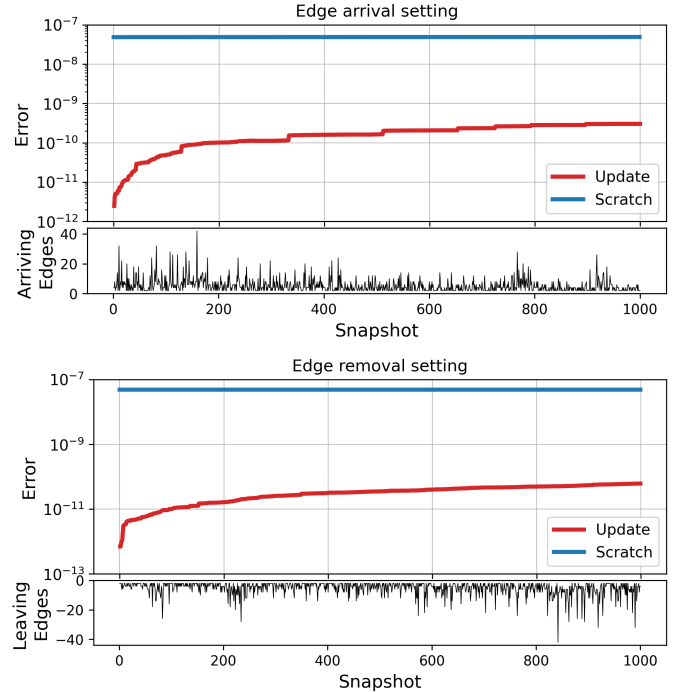 Edge arrival setting
10⁻⁷
10⁻⁸
10⁻⁹
10⁻¹⁰
10⁻¹¹
10⁻¹²
Error
Update
Scratch
40
20
0
Arriving
Edges
0 200 400 600 800 1000
Snapshot
Edge removal setting
10⁻⁷
10⁻⁹
10⁻¹¹
10⁻¹³
Error
Update
Scratch
0
−20
−40
Leaving
Edges
0 200 400 600 800 1000
Snapshot